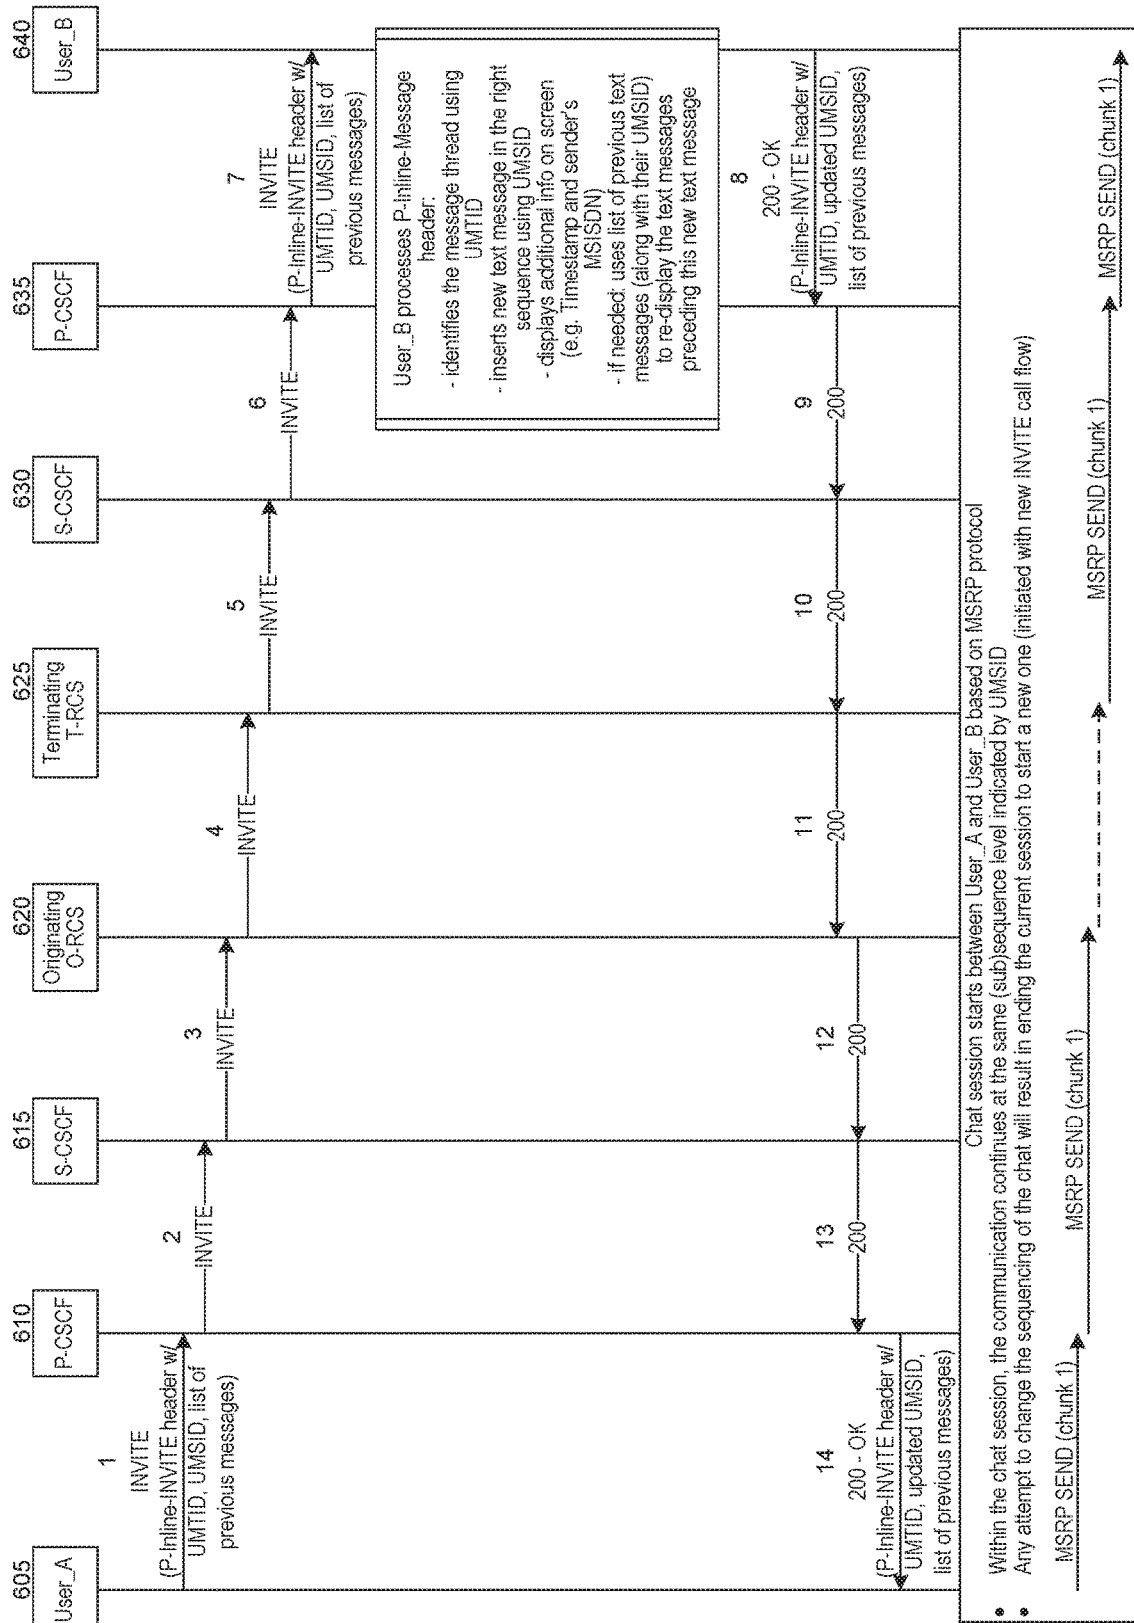 605
User_A
610
P-CSCF
615
S-CSCF
620
Originating
O-RCS
625
Terminating
T-RCS
630
S-CSCF
635
P-CSCF
640
User_B
1
INVITE
(P-Inline-INVITE header w/
UMTID, UMSID, list of
previous messages)
2
INVITE
3
INVITE
4
INVITE
5
INVITE
6
INVITE
7
INVITE
(P-Inline-INVITE header w/
UMTID, UMSID, list of
previous messages)
User_B processes P-Inline-Message
header:
- identifies the message thread using
UMTID
- inserts new text message in the right
sequence using UMSID
- displays additional info on screen
(e.g. Timestamp and sender's
MSISDN)
- if needed: uses list of previous text
messages (along with their UMSID)
to re-display the text messages
preceding this new text message
8
200 - OK
(P-Inline-INVITE header w/
UMTID, updated UMSID,
list of previous messages)
9
200
10
200
11
200
12
200
13
200
14
200 - OK
(P-Inline-INVITE header w/
UMTID, updated UMSID,
list of previous messages)
Chat session starts between User_A and User_B based on MSRP protocol
• Within the chat session, the communication continues at the same (sub)sequence level indicated by UMSID
• Any attempt to change the sequencing of the chat will result in ending the current session to start a new one (initiated with new INVITE call flow)
MSRP SEND (chunk 1)
MSRP SEND (chunk 1)
MSRP SEND (chunk 1)
MSRP SEND (chunk 1)